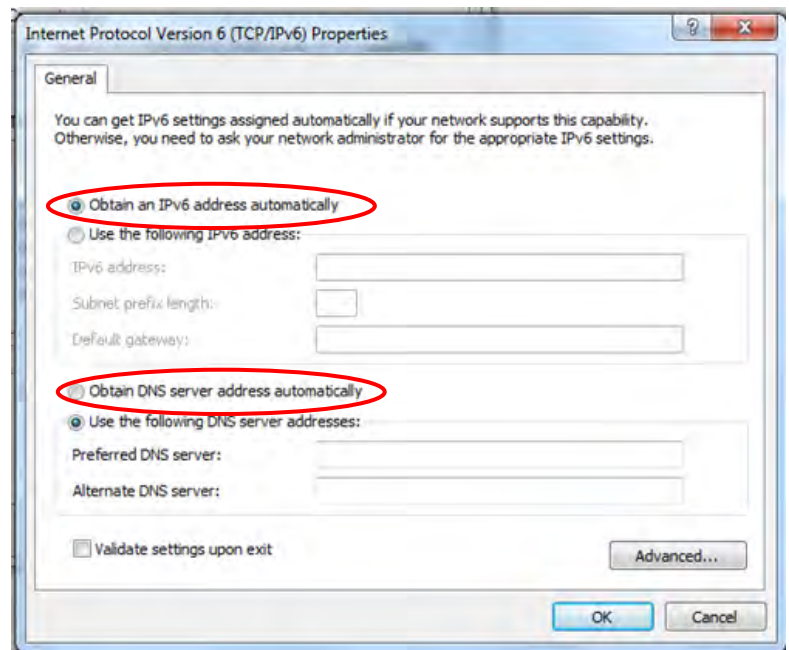 Internet Protocol Version 6 (TCP/IPv6) Properties
General
You can get IPv6 settings assigned automatically if your network supports this capability.
Otherwise, you need to ask your network administrator for the appropriate IPv6 settings.
Obtain an IPv6 address automatically
Use the following IPv6 address:
IPv6 address:
Subnet prefix length:
Default gateway:
Obtain DNS server address automatically
Use the following DNS server addresses:
Preferred DNS server:
Alternate DNS server:
Validate settings upon exit
Advanced...
OK
Cancel